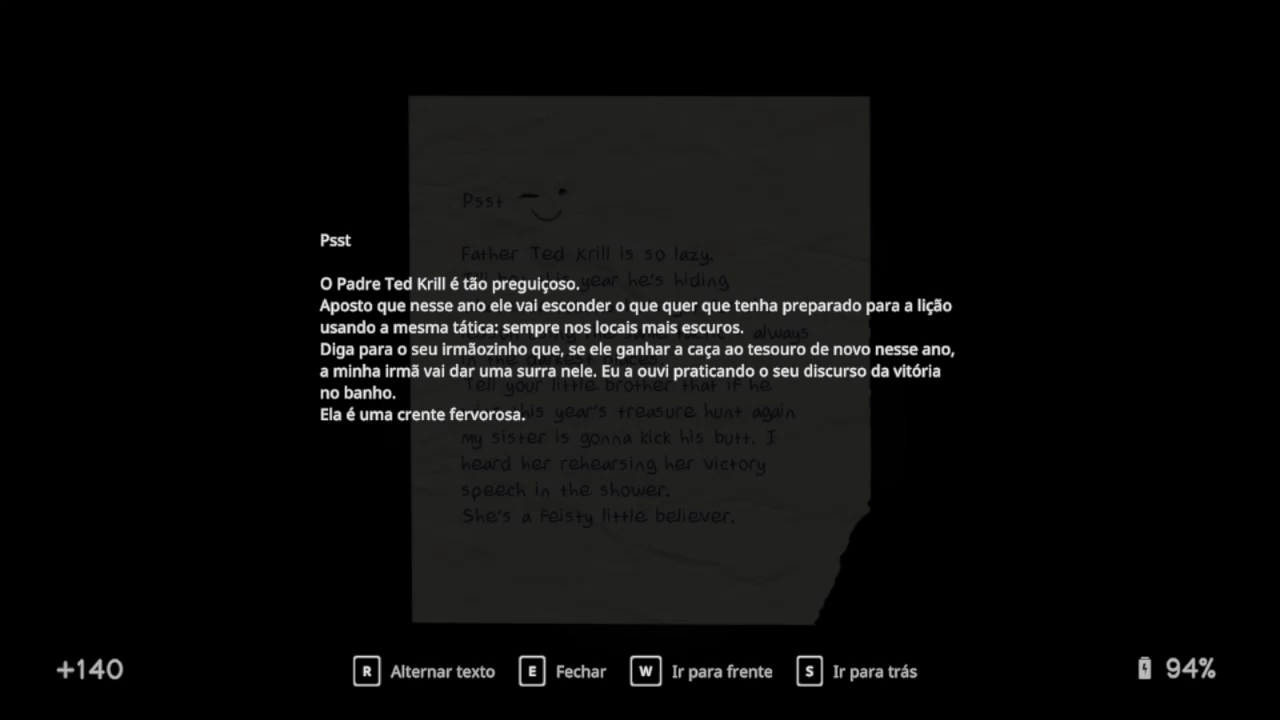 Psst
Psst
O Padre Ted Krill é tão preguiçoso.
Aposto que nesse ano ele vai esconder o que quer que tenha preparado para a lição
usando a mesma tática: sempre nos locais mais escuros.
Diga para o seu irmãozinho que, se ele ganhar a caça ao tesouro de novo nesse ano,
a minha irmã vai dar uma surra nele. Eu a ouvi praticando o seu discurso da vitória
no banho.
Ela é uma crente fervorosa.
Father Ted Krill is so lazy.
year he's hiding
always
Tell your little brother that if he
this year's treasure hunt again
my sister is gonna kick his butt. I
heard her rehearsing her victory
speech in the shower.
She's a feisty little believer.
+140
R Alternar texto E Fechar W Ir para frente S Ir para trás
94%